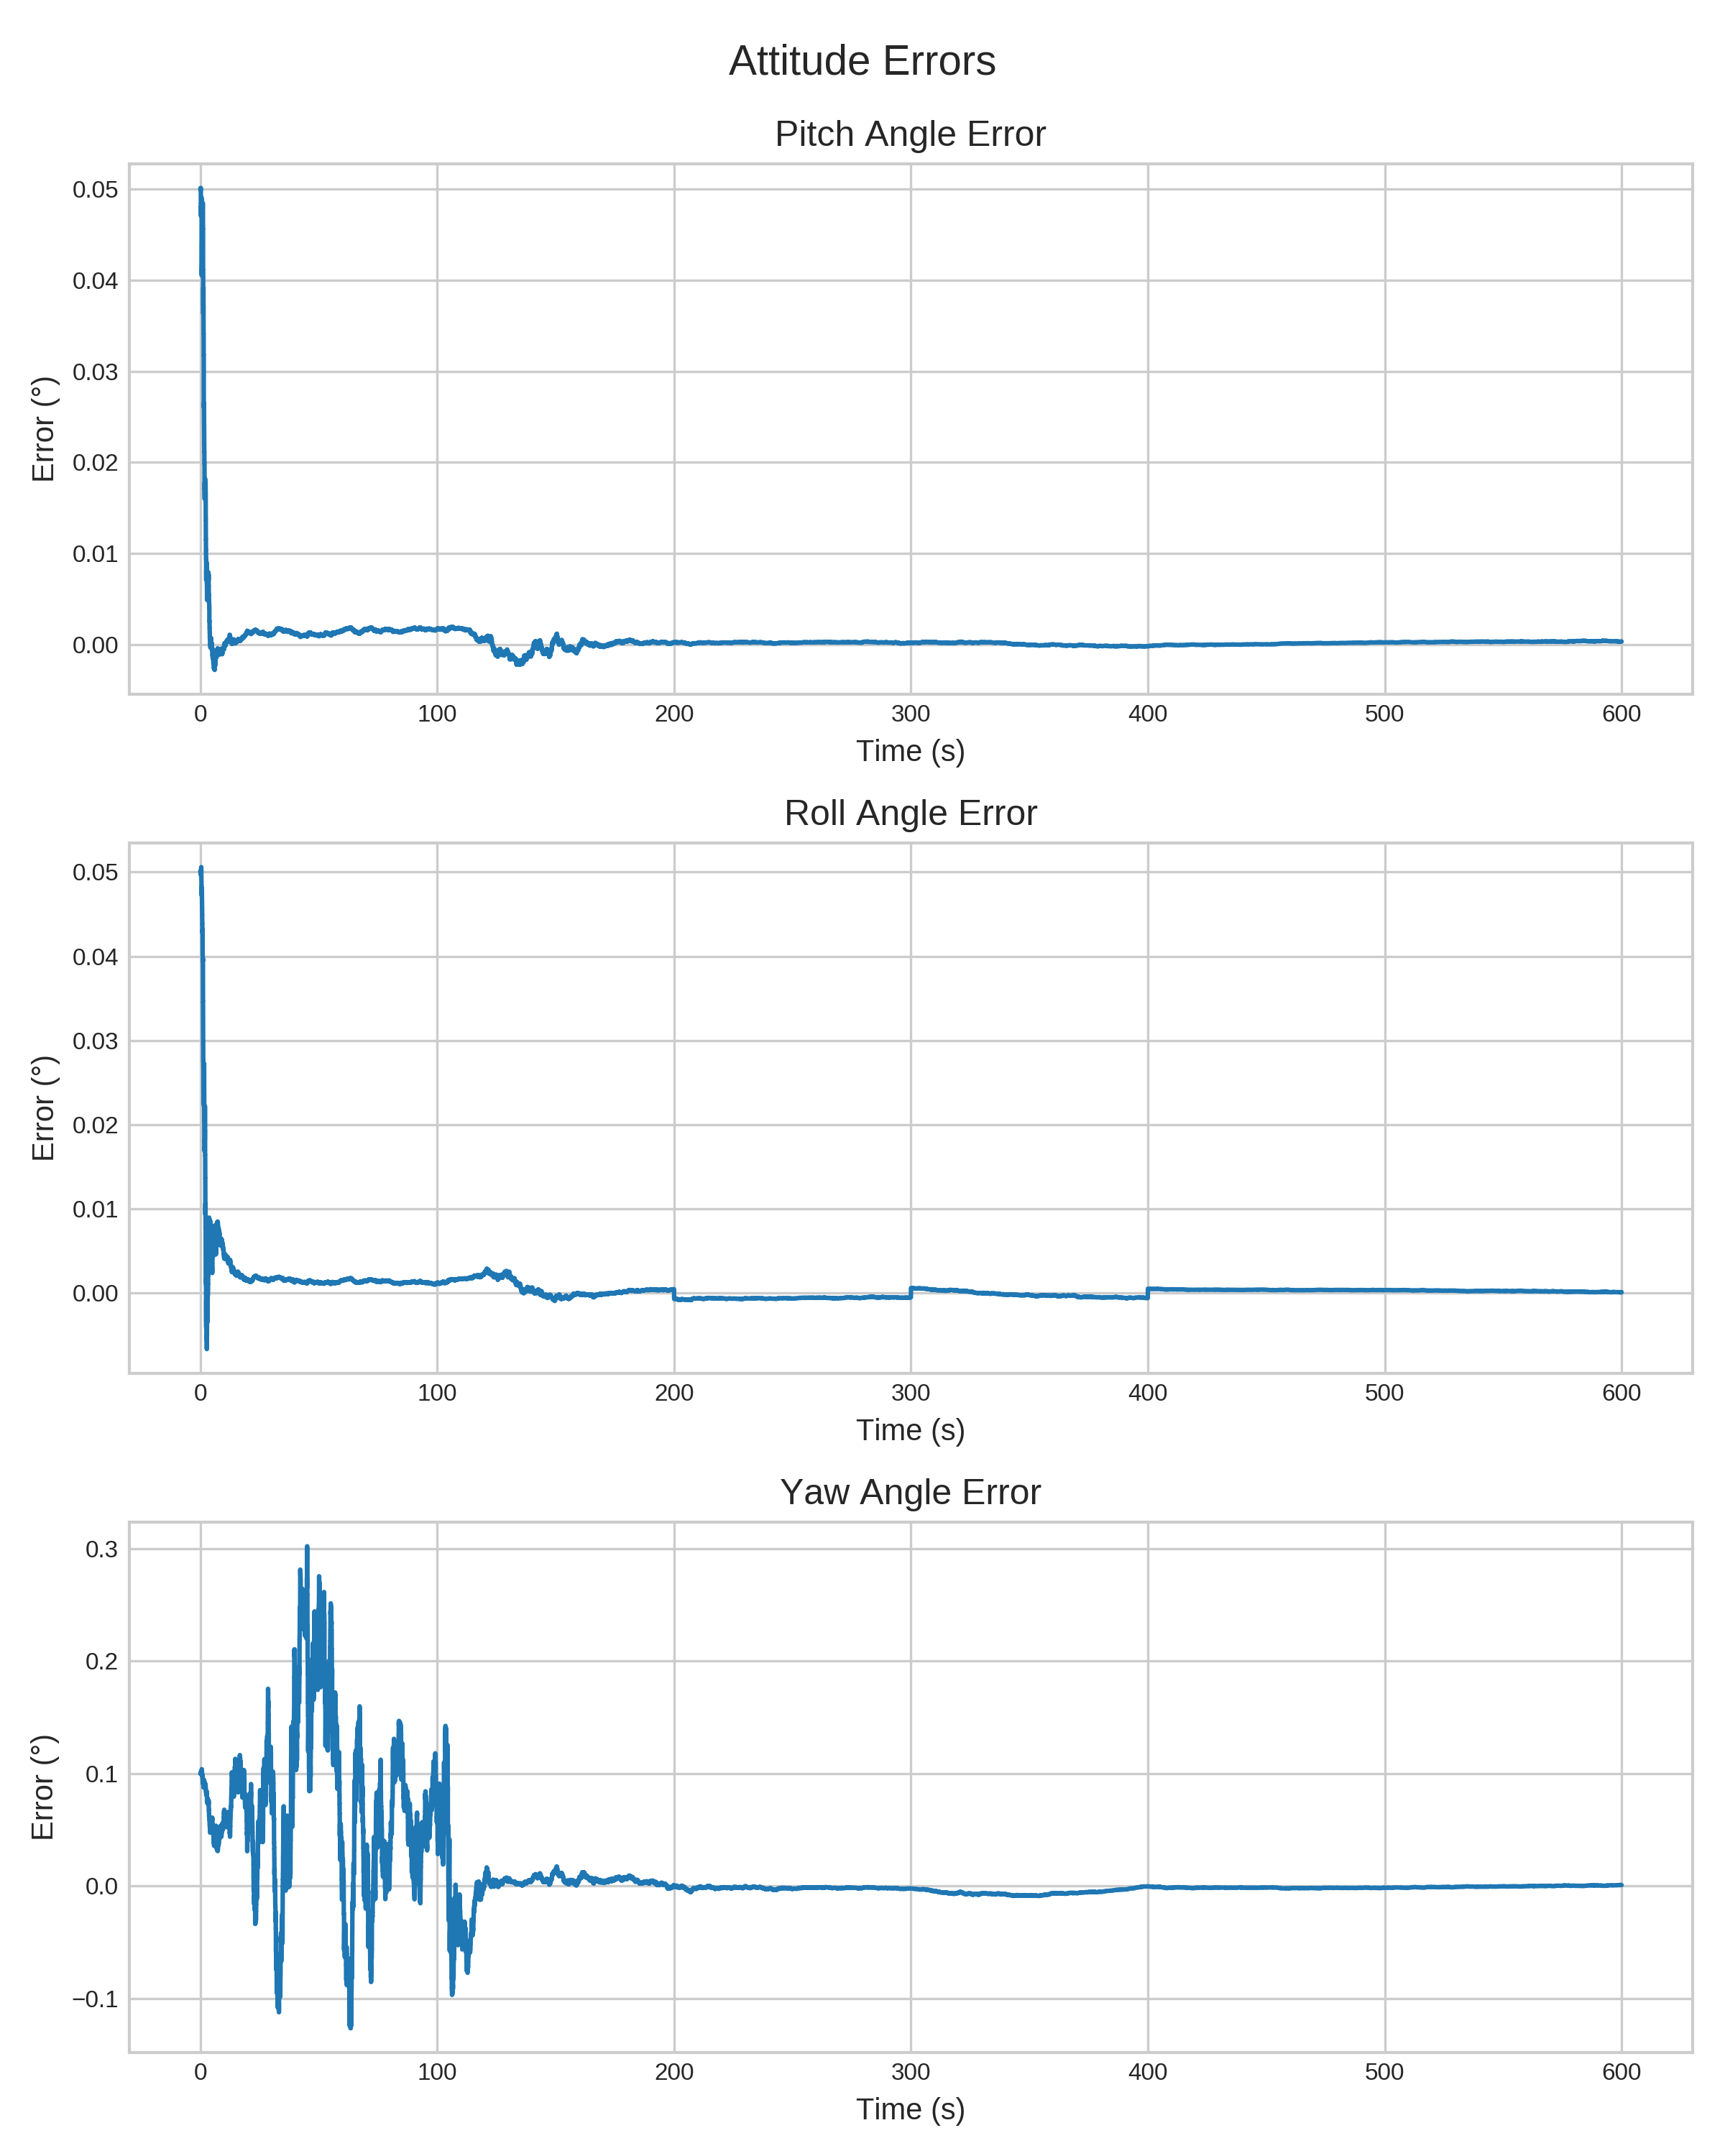 Attitude Errors
Pitch Angle Error
0.05
0.04
0.03
0.02
0.01
0.00
Error (°)
0 100 200 300 400 500 600
Time (s)
Roll Angle Error
0.05
0.04
0.03
0.02
0.01
0.00
Error (°)
0 100 200 300 400 500 600
Time (s)
Yaw Angle Error
0.3
0.2
0.1
0.0
−0.1
Error (°)
0 100 200 300 400 500 600
Time (s)